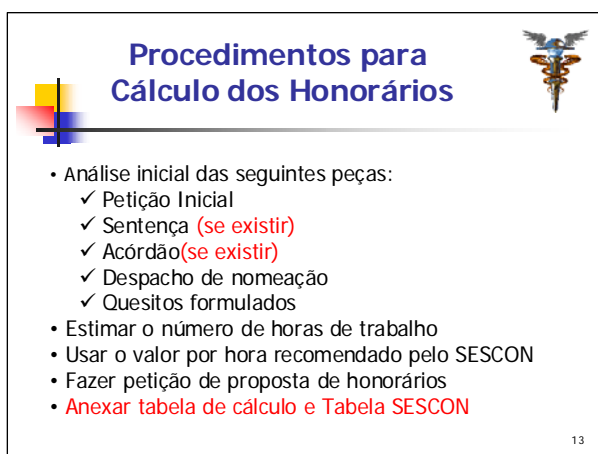 Procedimentos para
Cálculo dos Honorários
• Análise inicial das seguintes peças:
✓ Petição Inicial
✓ Sentença (se existir)
✓ Acórdão(se existir)
✓ Despacho de nomeação
✓ Quesitos formulados
• Estimar o número de horas de trabalho
• Usar o valor por hora recomendado pelo SESCON
• Fazer petição de proposta de honorários
• Anexar tabela de cálculo e Tabela SESCON
13